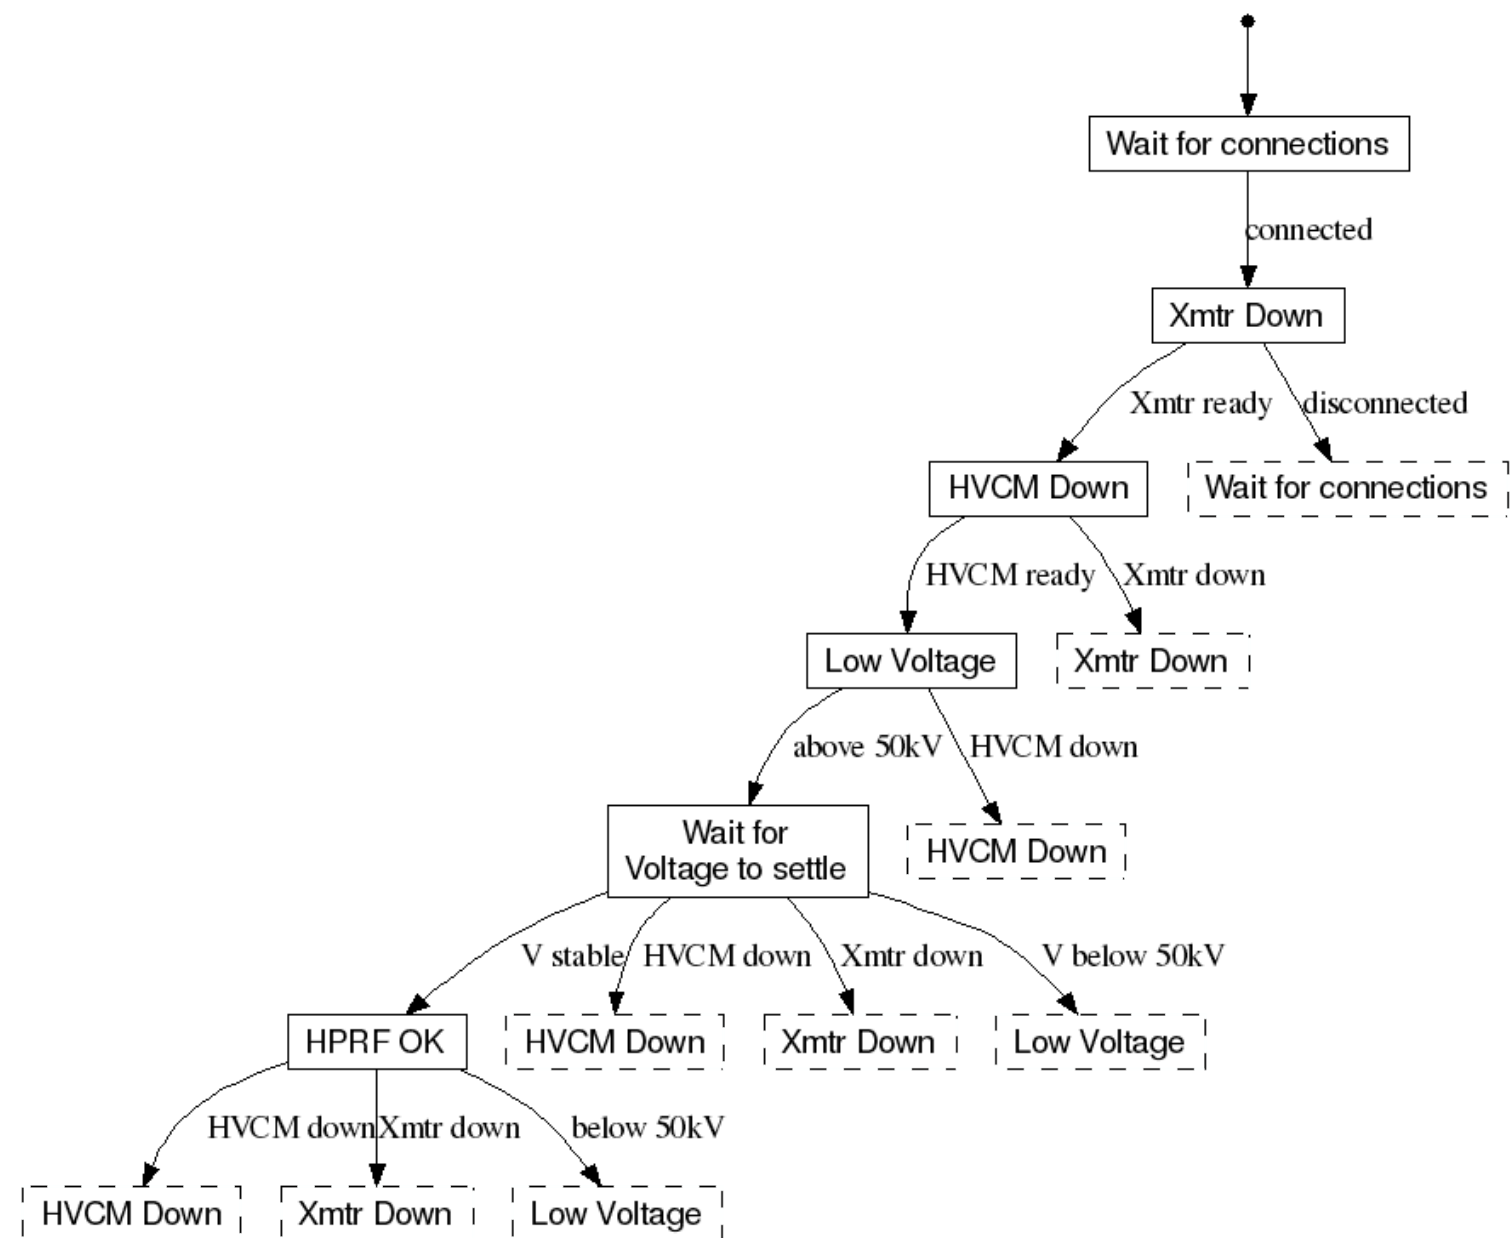 Wait for connections
connected
Xmtr Down
Xmtr ready
disconnected
HVCM Down
Wait for connections
HVCM ready
Xmtr down
Low Voltage
Xmtr Down
above 50kV
HVCM down
Wait for
Voltage to settle
HVCM Down
V stable
HVCM down
Xmtr down
V below 50kV
HPRF OK
HVCM Down
Xmtr Down
Low Voltage
HVCM down
Xmtr down
below 50kV
HVCM Down
Xmtr Down
Low Voltage